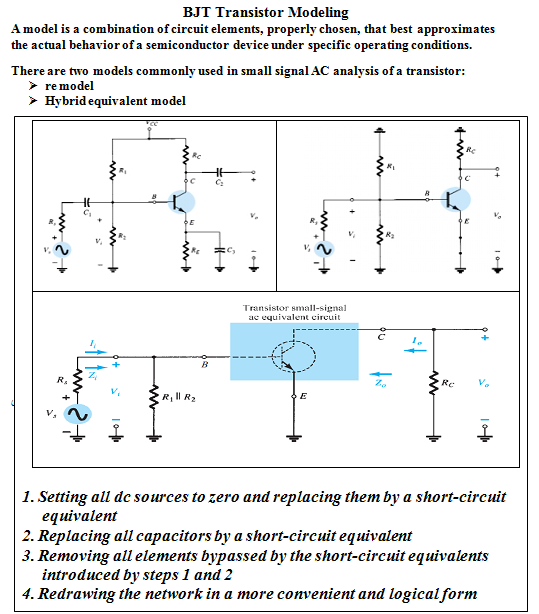 BJT Transistor Modeling
A model is a combination of circuit elements, properly chosen, that best approximates
the actual behavior of a semiconductor device under specific operating conditions.
There are two models commonly used in small signal AC analysis of a transistor:
➢ re model
➢ Hybrid equivalent model
VCC
R1
RC
C
C2
B
C1
Rs
Vs
Vi
R2
E
RE
C3
Vo
R1
RC
C
B
E
Rs
Vs
Vi
R2
Vo
Transistor small-signal
ac equivalent circuit
Ii
Zi
Rs
Vs
Vi
R1 || R2
B
E
C
Io
Zo
RC
Vo
1. Setting all dc sources to zero and replacing them by a short-circuit
equivalent
2. Replacing all capacitors by a short-circuit equivalent
3. Removing all elements bypassed by the short-circuit equivalents
introduced by steps 1 and 2
4. Redrawing the network in a more convenient and logical form